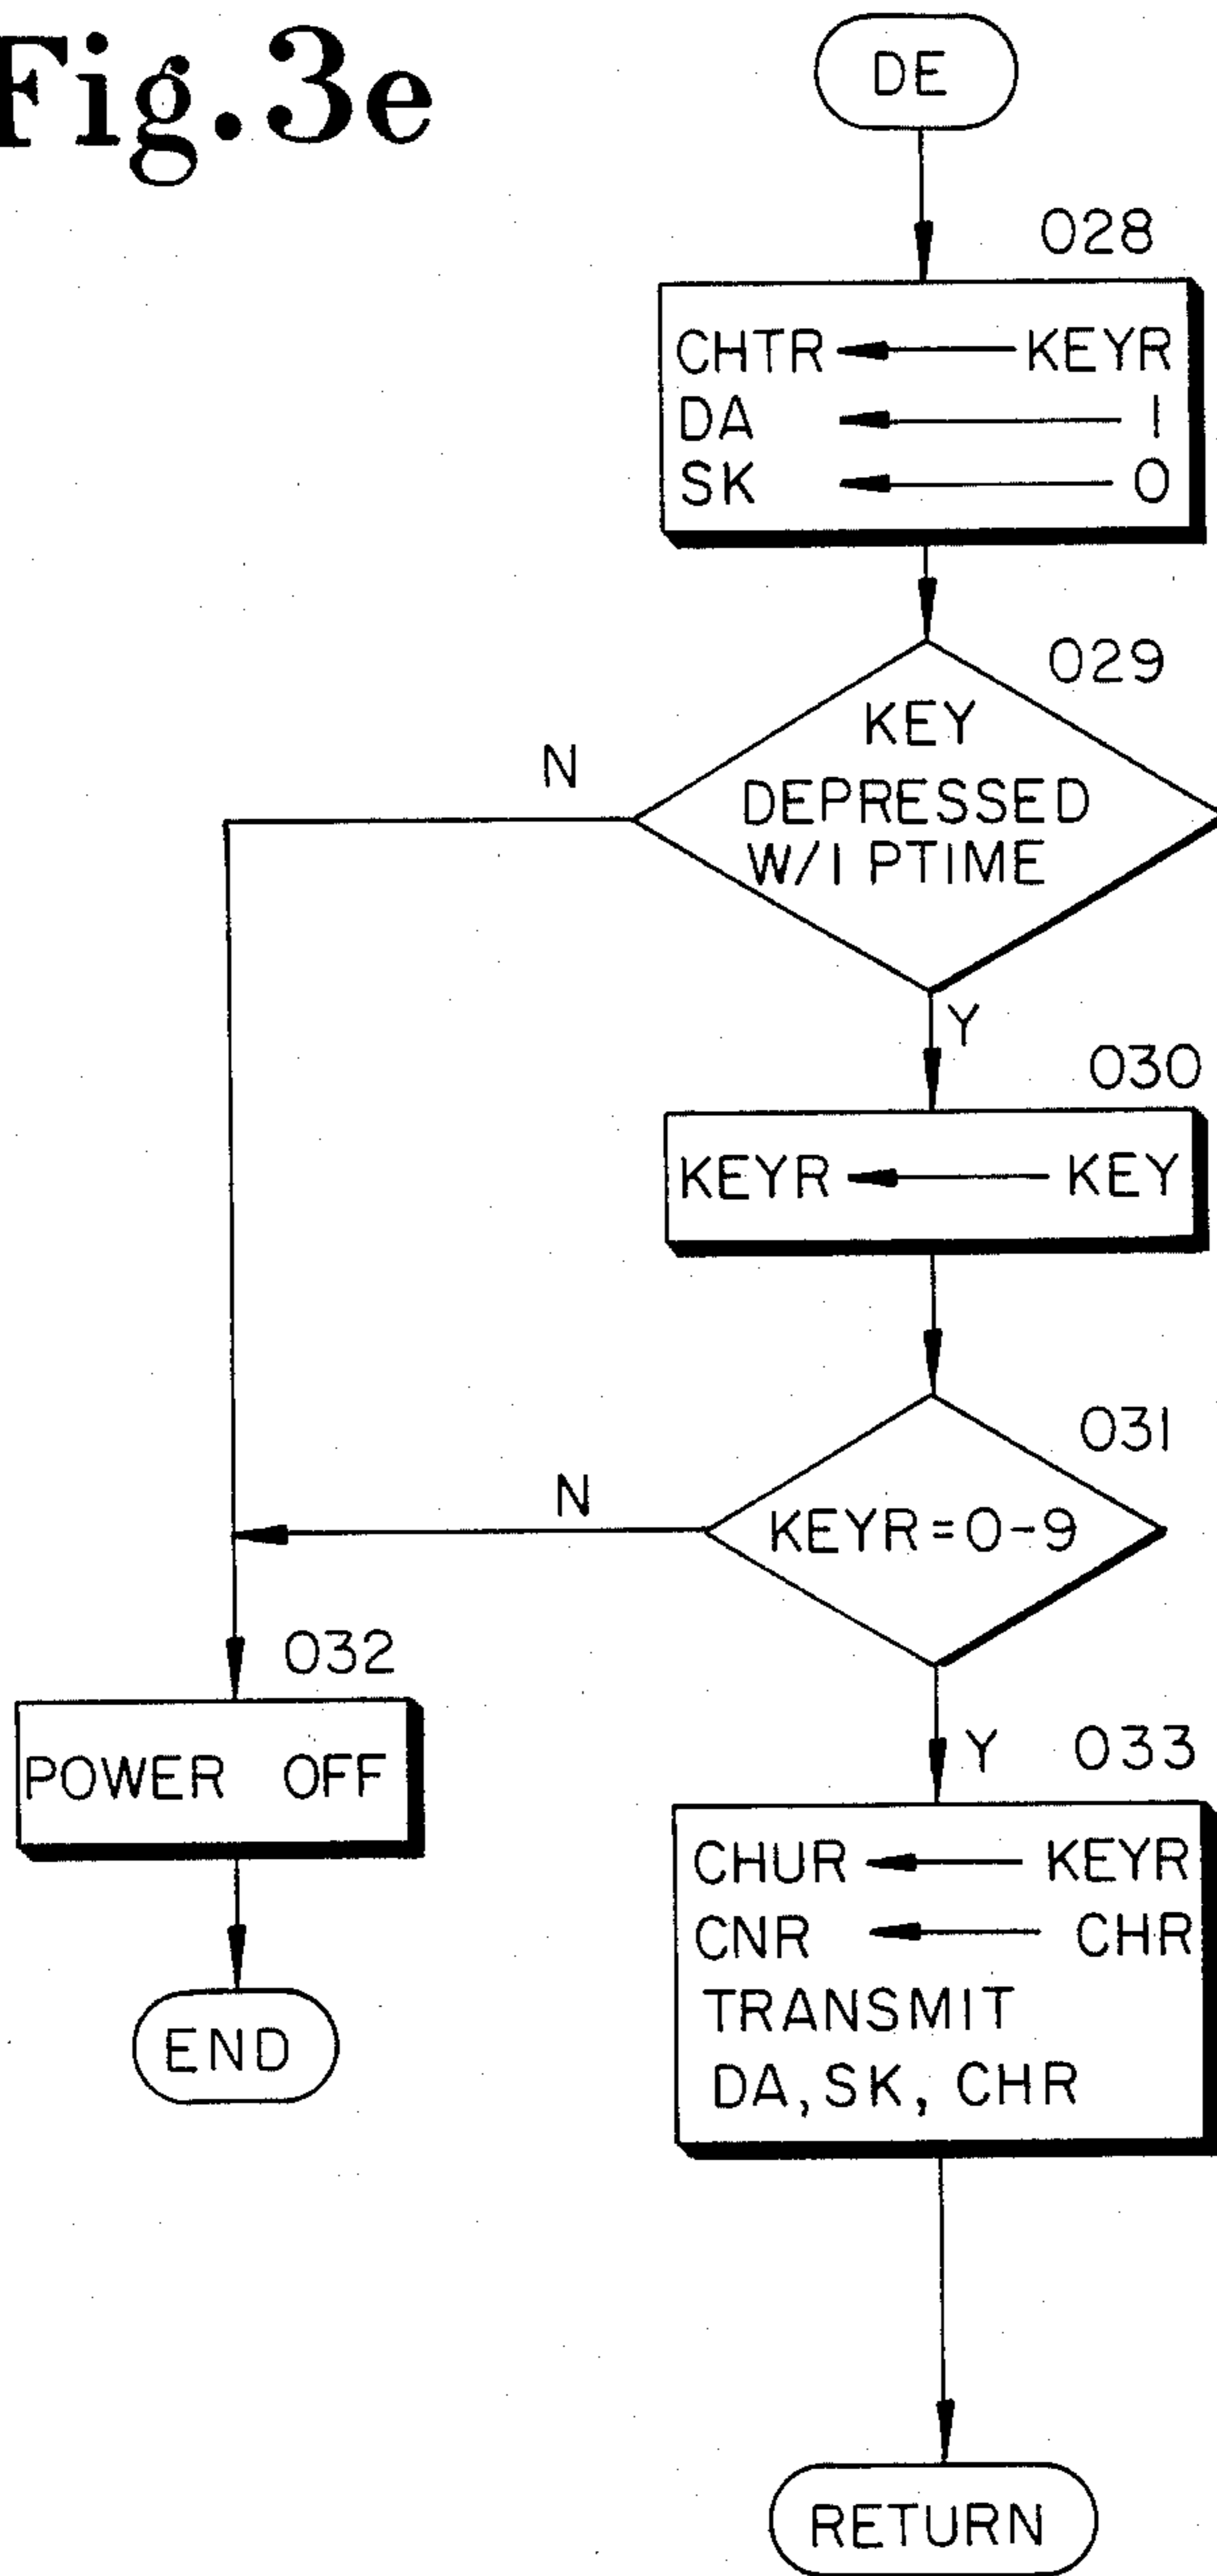 Fig.3e
DE
028
CHTR ← KEYR
DA ← 1
SK ← 0
029
KEY
DEPRESSED
W/I PTIME
N
Y
030
KEYR ← KEY
031
KEYR=0-9
N
032
POWER OFF
Y
033
CHUR ← KEYR
CNR ← CHR
TRANSMIT
DA, SK, CHR
END
RETURN